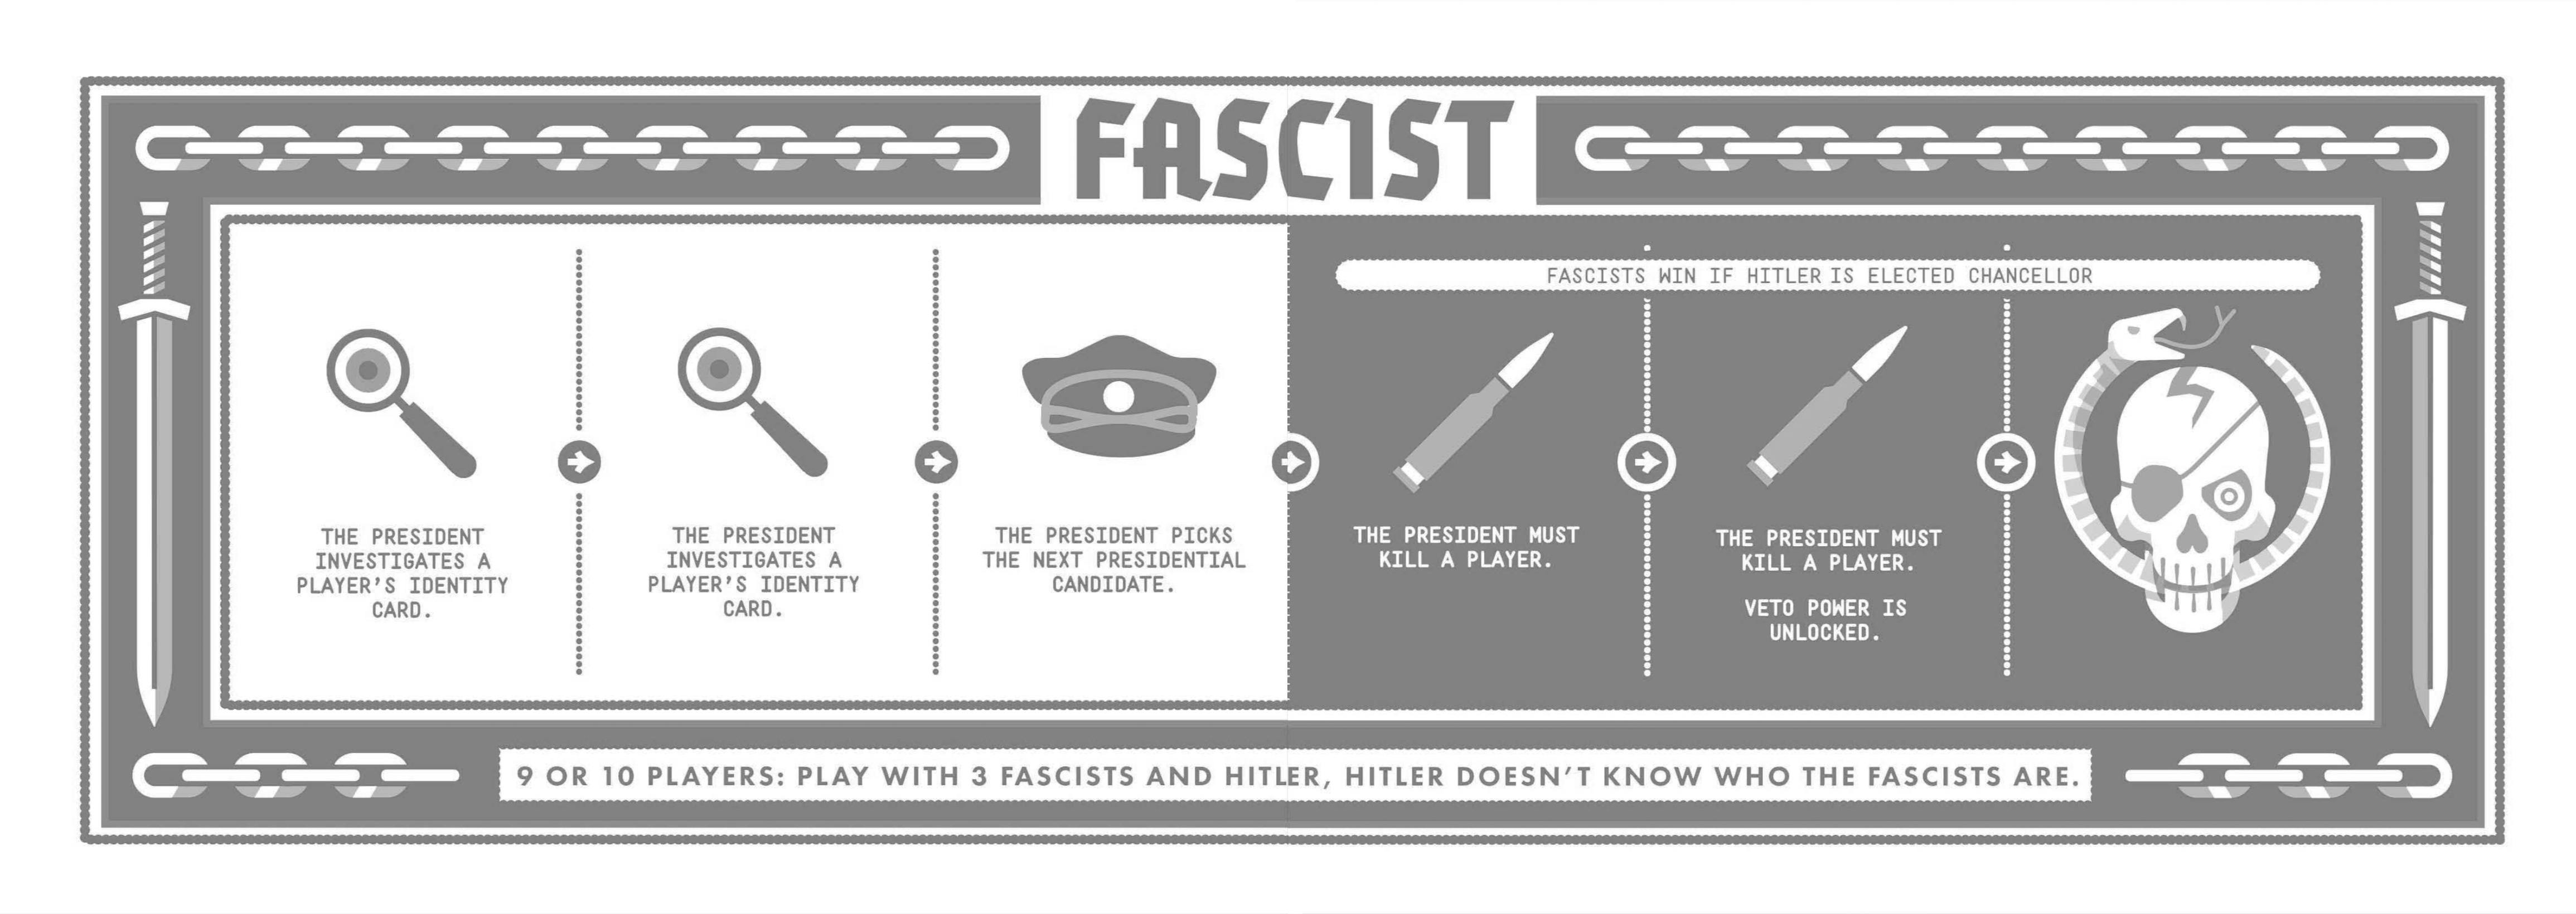 FASCIST
FASCISTS WIN IF HITLER IS ELECTED CHANCELLOR
THE PRESIDENT
INVESTIGATES A
PLAYER'S IDENTITY
CARD.
THE PRESIDENT
INVESTIGATES A
PLAYER'S IDENTITY
CARD.
THE PRESIDENT PICKS
THE NEXT PRESIDENTIAL
CANDIDATE.
THE PRESIDENT MUST
KILL A PLAYER.
THE PRESIDENT MUST
KILL A PLAYER.
VETO POWER IS
UNLOCKED.
9 OR 10 PLAYERS: PLAY WITH 3 FASCISTS AND HITLER, HITLER DOESN'T KNOW WHO THE FASCISTS ARE.